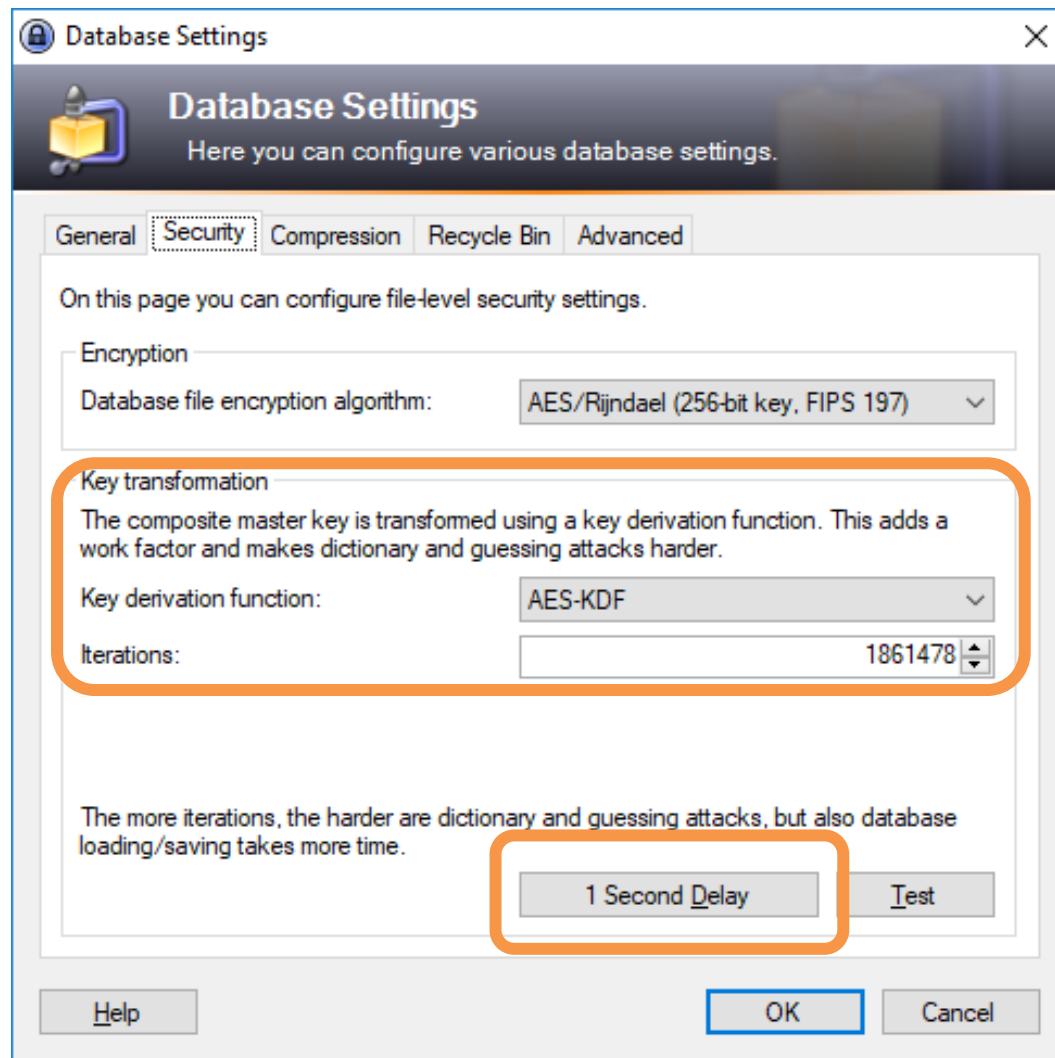 Database Settings
Database Settings
Here you can configure various database settings.
General Security Compression Recycle Bin Advanced
On this page you can configure file-level security settings.
Encryption
Database file encryption algorithm: AES/Rijndael (256-bit key, FIPS 197)
Key transformation
The composite master key is transformed using a key derivation function. This adds a
work factor and makes dictionary and guessing attacks harder.
Key derivation function: AES-KDF
Iterations: 1861478
The more iterations, the harder are dictionary and guessing attacks, but also database
loading/saving takes more time.
1 Second Delay Test
Help OK Cancel